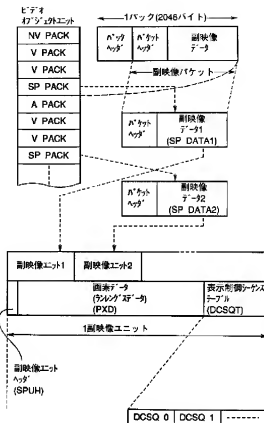 ビデオ
オブジェクトユニット
NV PACK
V PACK
V PACK
SP PACK
A PACK
V PACK
V PACK
SP PACK
1パック(2048バイト)
パック
ヘッダ
パケット
ヘッダ
副映像
データ
副映像パケット
パケット
ヘッダ
副映像
データ1
(SP DATA1)
パケット
ヘッダ
副映像
データ2
(SP DATA2)
副映像ユニット1
副映像ユニット2
画素データ
(ランレングスデータ)
(PXD)
表示制御シーケンス
テーブル
(DCSQT)
1副映像ユニット
副映像ユニット
ヘッダ
(SPUH)
DCSQ 0
DCSQ 1